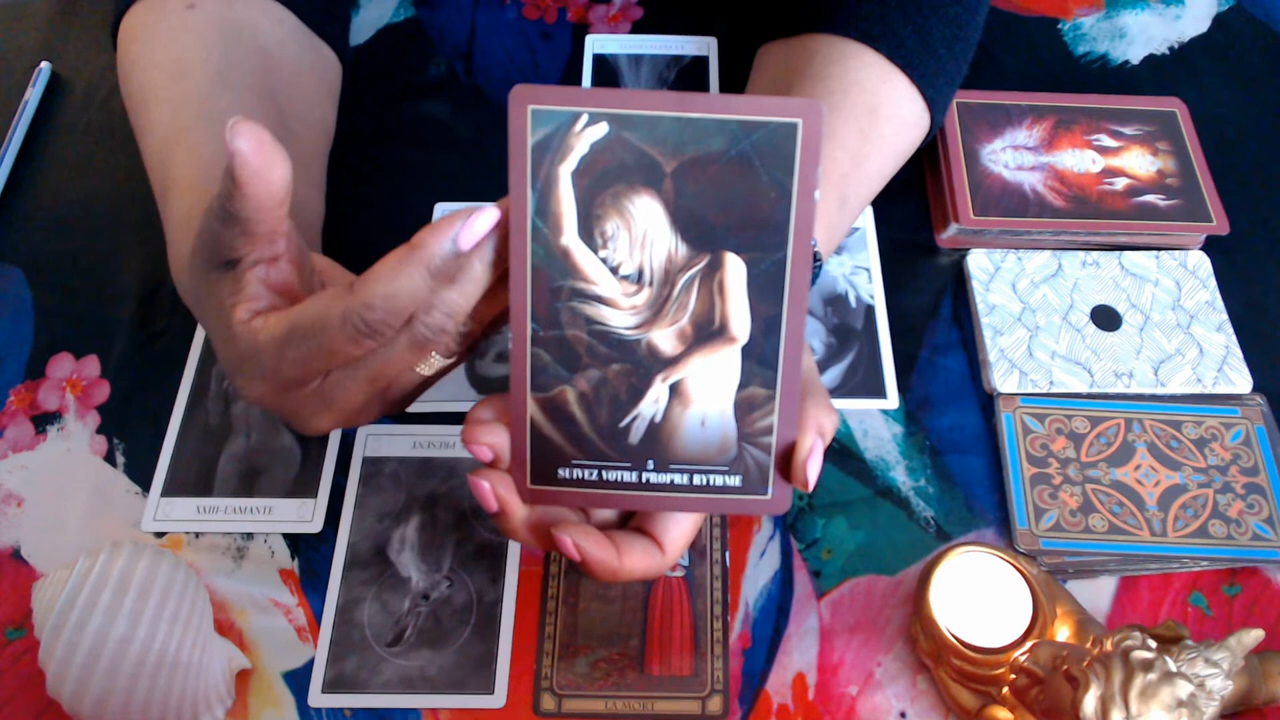 5
SUIVEZ VOTRE PROPRE RYTHME
XXIII-L'AMANTE
PRESENT
LA MORT